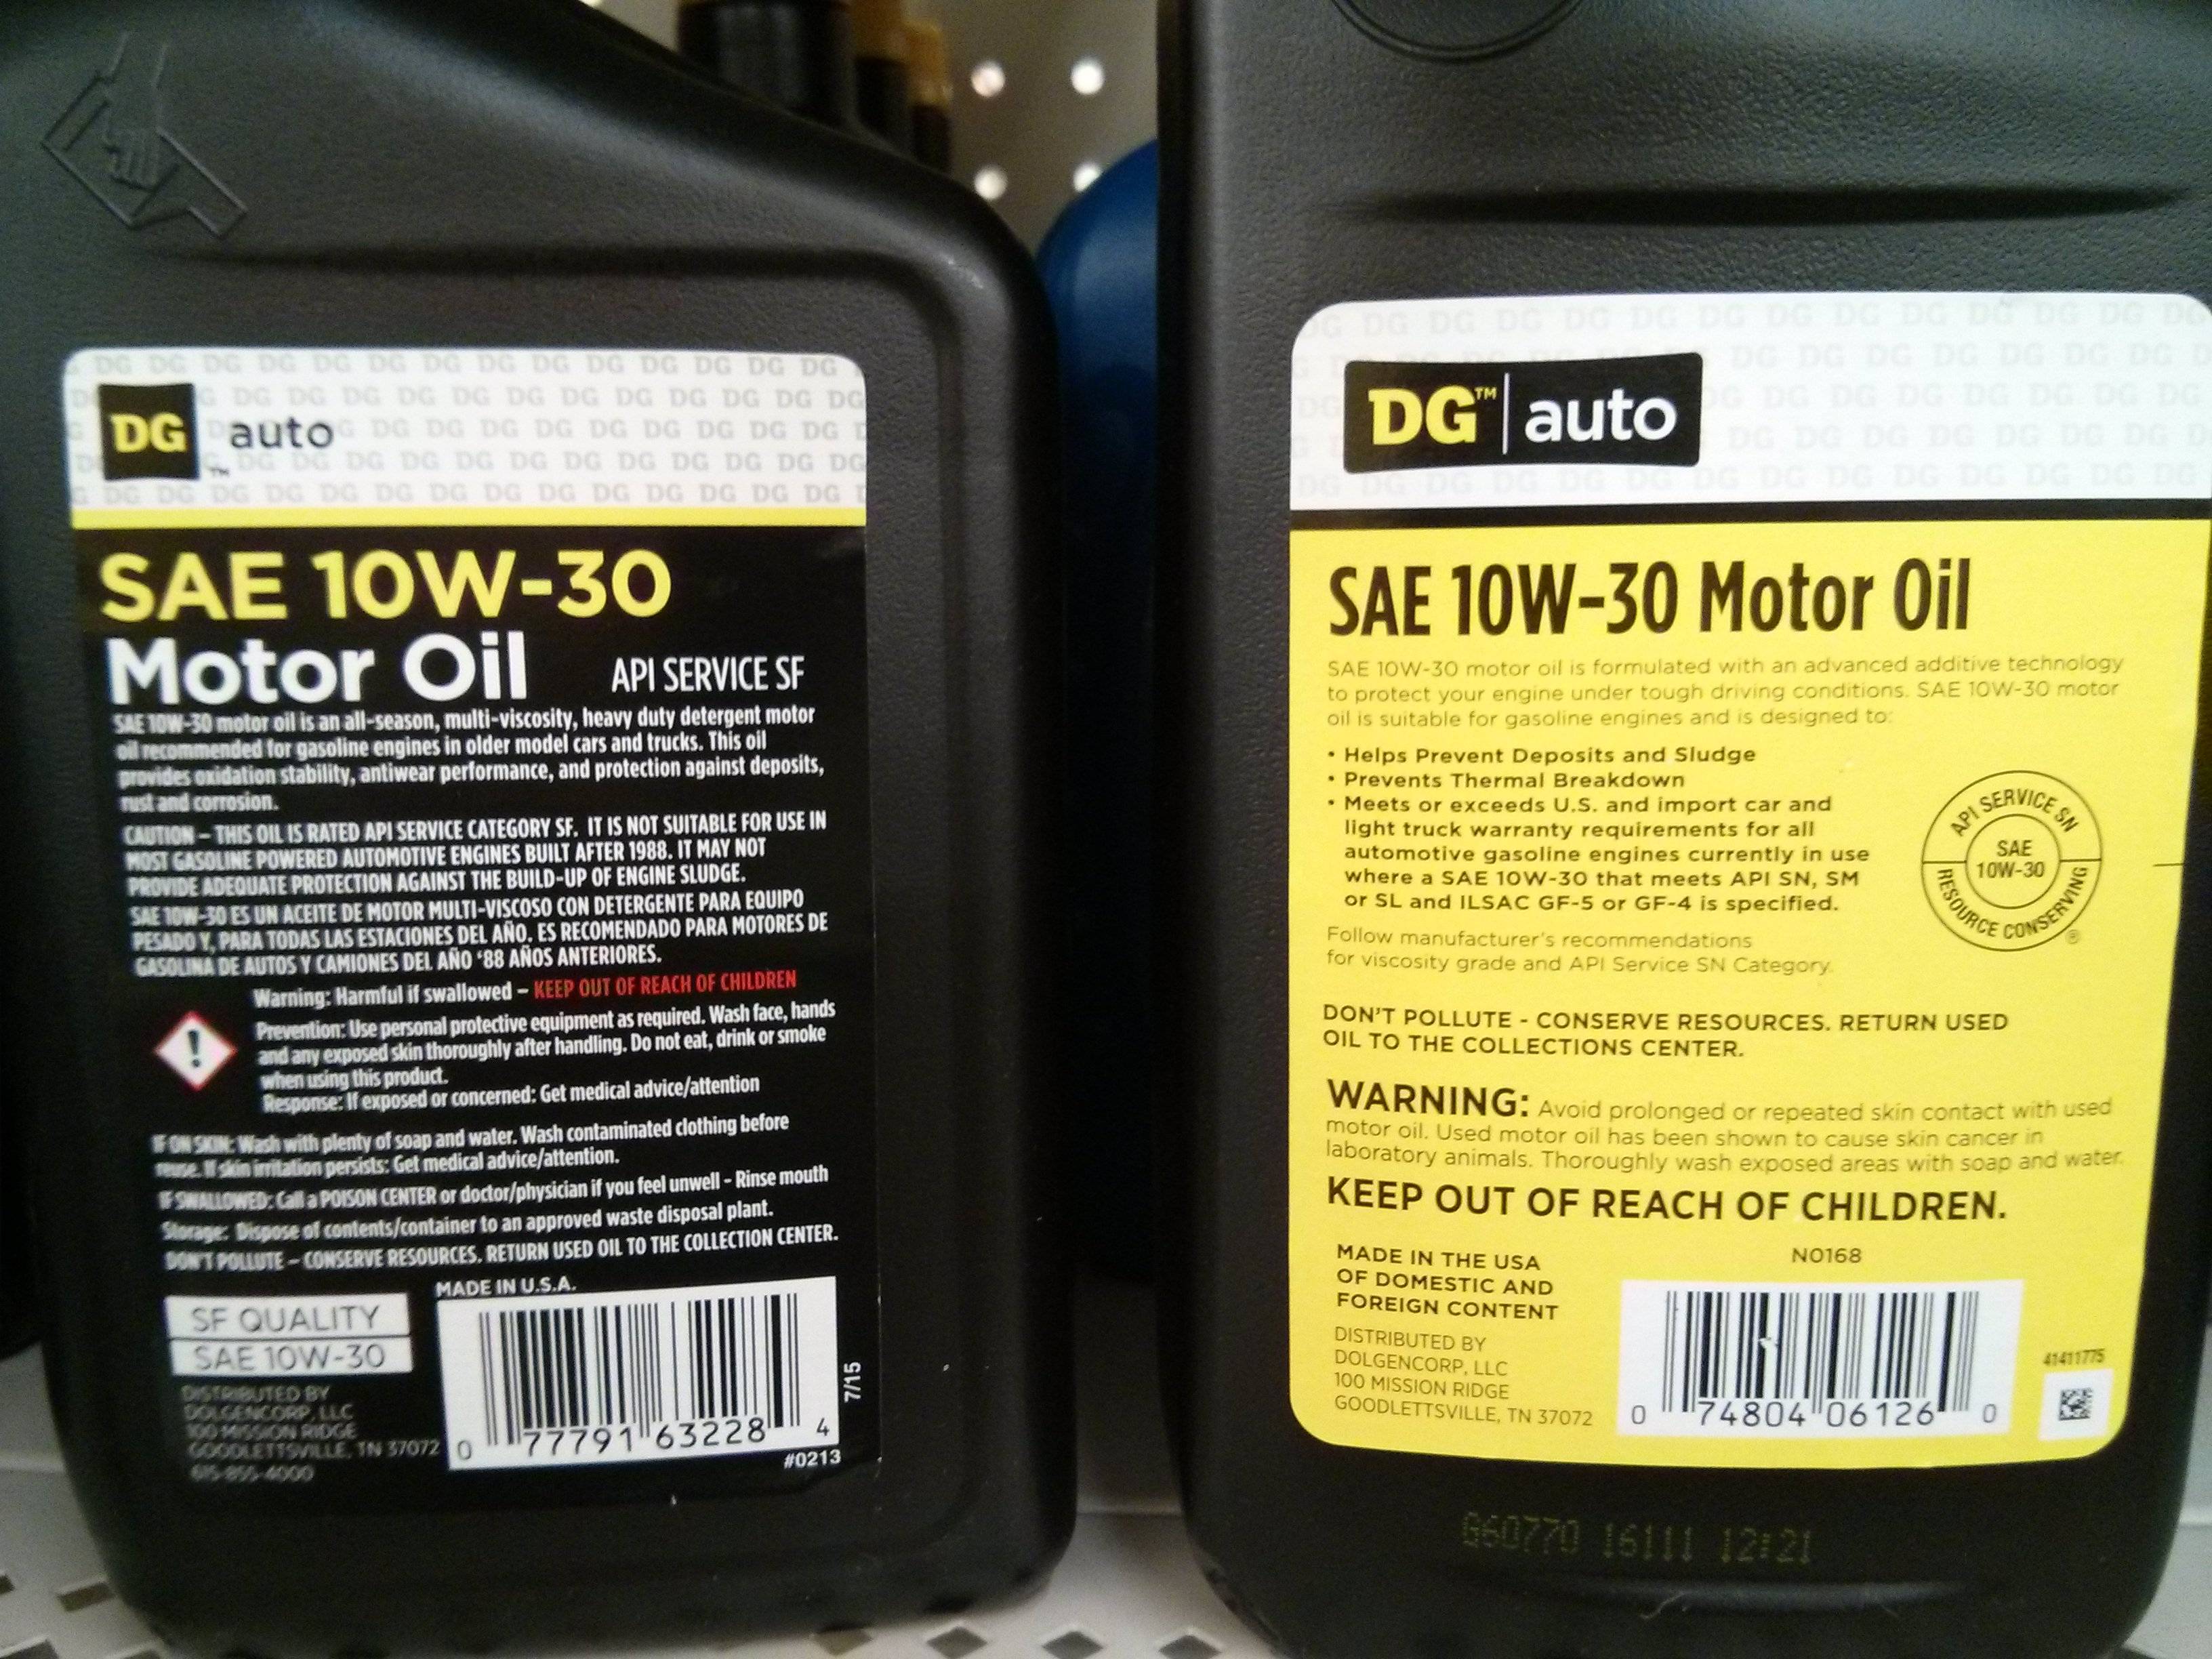 DG auto
™
SAE 10W-30
Motor Oil API SERVICE SF
SAE 10W-30 motor oil is an all-season, multi-viscosity, heavy duty detergent motor
oil recommended for gasoline engines in older model cars and trucks. This oil
provides oxidation stability, antiwear performance, and protection against deposits,
rust and corrosion.
CAUTION – THIS OIL IS RATED API SERVICE CATEGORY SF. IT IS NOT SUITABLE FOR USE IN
MOST GASOLINE POWERED AUTOMOTIVE ENGINES BUILT AFTER 1988. IT MAY NOT
PROVIDE ADEQUATE PROTECTION AGAINST THE BUILD-UP OF ENGINE SLUDGE.
SAE 10W-30 ES UN ACEITE DE MOTOR MULTI-VISCOSO CON DETERGENTE PARA EQUIPO
PESADO Y, PARA TODAS LAS ESTACIONES DEL AÑO. ES RECOMENDADO PARA MOTORES DE
GASOLINA DE AUTOS Y CAMIONES DEL AÑO '88 AÑOS ANTERIORES.
Warning: Harmful if swallowed – KEEP OUT OF REACH OF CHILDREN
Prevention: Use personal protective equipment as required. Wash face, hands
and any exposed skin thoroughly after handling. Do not eat, drink or smoke
when using this product.
Response: If exposed or concerned: Get medical advice/attention
IF ON SKIN: Wash with plenty of soap and water. Wash contaminated clothing before
reuse. If skin irritation persists: Get medical advice/attention.
IF SWALLOWED: Call a POISON CENTER or doctor/physician if you feel unwell – Rinse mouth
Storage: Dispose of contents/container to an approved waste disposal plant.
DON'T POLLUTE – CONSERVE RESOURCES. RETURN USED OIL TO THE COLLECTION CENTER.
MADE IN U.S.A.
SF QUALITY
SAE 10W-30
DISTRIBUTED BY
DOLGENCORP, LLC
100 MISSION RIDGE
GOODLETTSVILLE, TN 37072
615-855-4000
0 77791 63228 4
7/15
#0213
DG™ auto
SAE 10W-30 Motor Oil
SAE 10W-30 motor oil is formulated with an advanced additive technology
to protect your engine under tough driving conditions. SAE 10W-30 motor
oil is suitable for gasoline engines and is designed to:
• Helps Prevent Deposits and Sludge
• Prevents Thermal Breakdown
• Meets or exceeds U.S. and import car and
light truck warranty requirements for all
automotive gasoline engines currently in use
where a SAE 10W-30 that meets API SN, SM
or SL and ILSAC GF-5 or GF-4 is specified.
API SERVICE SN
SAE
10W-30
RESOURCE CONSERVING
®
Follow manufacturer's recommendations
for viscosity grade and API Service SN Category.
DON'T POLLUTE - CONSERVE RESOURCES. RETURN USED
OIL TO THE COLLECTIONS CENTER.
WARNING: Avoid prolonged or repeated skin contact with used
motor oil. Used motor oil has been shown to cause skin cancer in
laboratory animals. Thoroughly wash exposed areas with soap and water.
KEEP OUT OF REACH OF CHILDREN.
MADE IN THE USA
OF DOMESTIC AND
FOREIGN CONTENT
DISTRIBUTED BY
DOLGENCORP, LLC
100 MISSION RIDGE
GOODLETTSVILLE, TN 37072
N0168
0 74804 06126 0
41411775
G60770 16111 12:21